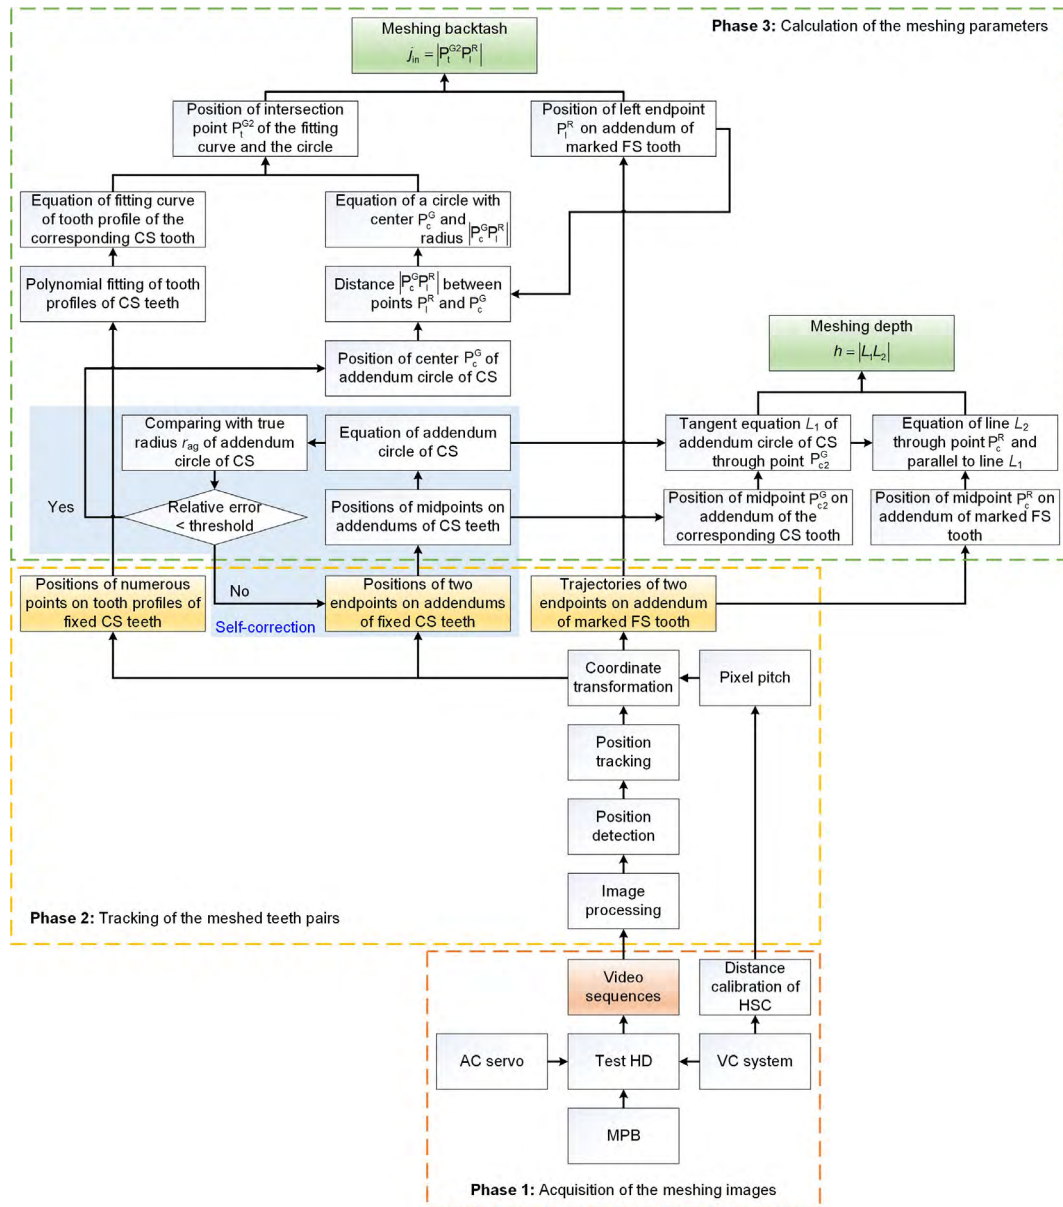 Phase 3: Calculation of the meshing parameters
Meshing backtash
j_in = |P_t^G2 P_l^R|
Position of intersection
point P_t^G2 of the fitting
curve and the circle
Position of left endpoint
P_l^R on addendum of
marked FS tooth
Equation of fitting curve
of tooth profile of the
corresponding CS tooth
Equation of a circle with
center P_c^G and
radius |P_c^G P_l^R|
Polynomial fitting of tooth
profiles of CS teeth
Distance |P_c^G P_l^R| between
points P_l^R and P_c^G
Meshing depth
h = |L_1 L_2|
Position of center P_c^G of
addendum circle of CS
Comparing with true
radius r_ag of addendum
circle of CS
Equation of addendum
circle of CS
Tangent equation L_1 of
addendum circle of CS
through point P_c2^G
Equation of line L_2
through point P_c^R and
parallel to line L_1
Yes
Relative error
< threshold
Positions of midpoints on
addendums of CS teeth
Position of midpoint P_c2^G on
addendum of the
corresponding CS tooth
Position of midpoint P_c^R on
addendum of marked FS
tooth
Positions of numerous
points on tooth profiles of
fixed CS teeth
No
Self-correction
Positions of two
endpoints on addendums
of fixed CS teeth
Trajectories of two
endpoints on addendum
of marked FS tooth
Coordinate
transformation
Pixel pitch
Position
tracking
Position
detection
Image
processing
Phase 2: Tracking of the meshed teeth pairs
Video
sequences
Distance
calibration of
HSC
AC servo
Test HD
VC system
MPB
Phase 1: Acquisition of the meshing images